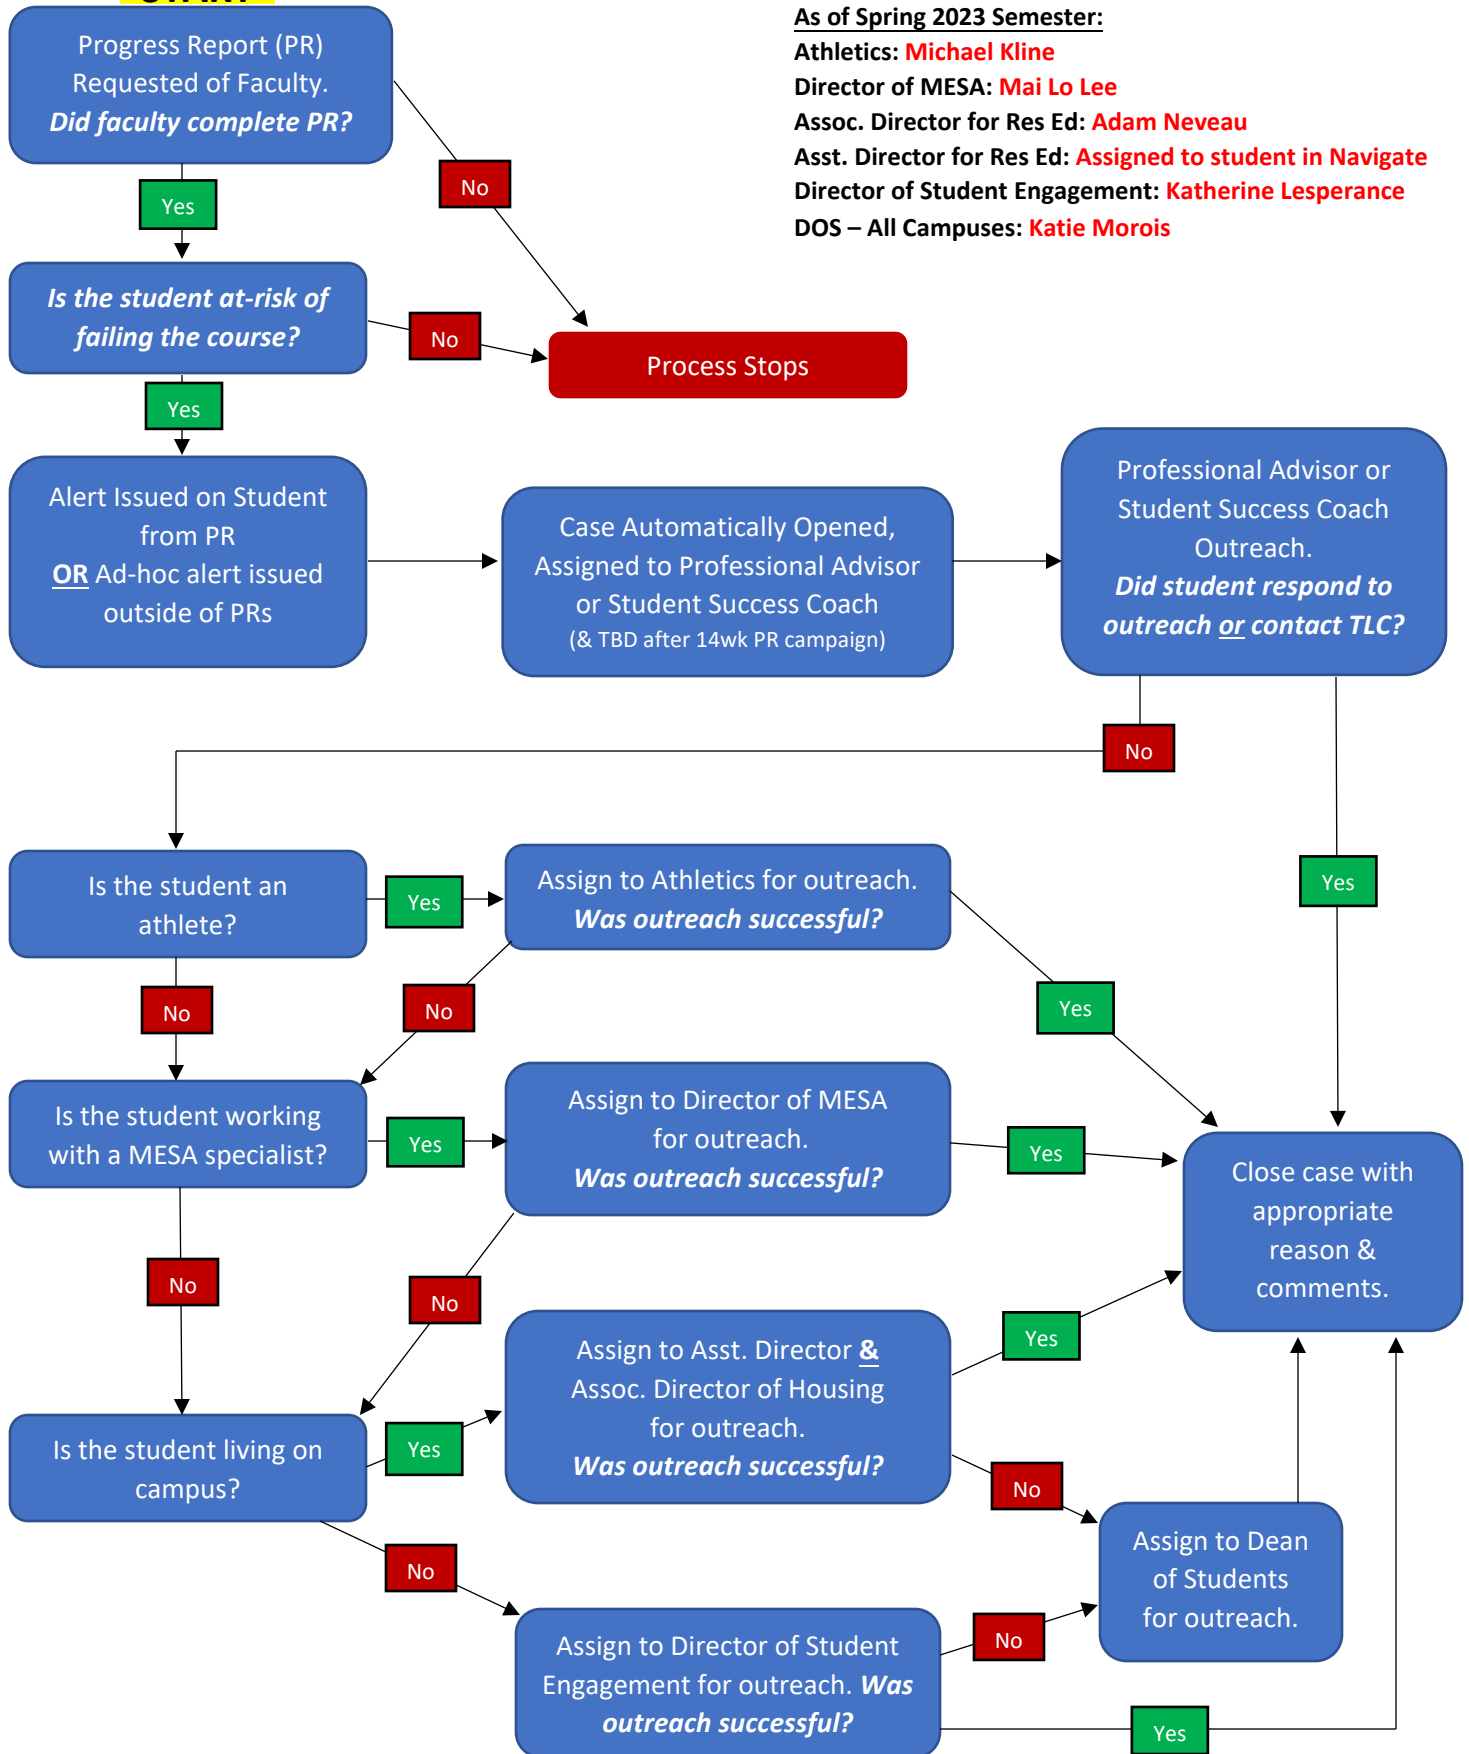 START
As of Spring 2023 Semester:
Athletics: Michael Kline
Director of MESA: Mai Lo Lee
Assoc. Director for Res Ed: Adam Neveau
Asst. Director for Res Ed: Assigned to student in Navigate
Director of Student Engagement: Katherine Lesperance
DOS – All Campuses: Katie Morois
Progress Report (PR)
Requested of Faculty.
Did faculty complete PR?
No
Yes
Is the student at-risk of
failing the course?
No
Process Stops
Yes
Alert Issued on Student
from PR
OR Ad-hoc alert issued
outside of PRs
Case Automatically Opened,
Assigned to Professional Advisor
or Student Success Coach
(& TBD after 14wk PR campaign)
Professional Advisor or
Student Success Coach
Outreach.
Did student respond to
outreach or contact TLC?
No
Yes
Is the student an
athlete?
Yes
Assign to Athletics for outreach.
Was outreach successful?
No
No
Yes
Is the student working
with a MESA specialist?
Yes
Assign to Director of MESA
for outreach.
Was outreach successful?
Yes
Close case with
appropriate
reason &
comments.
No
No
Assign to Asst. Director &
Assoc. Director of Housing
for outreach.
Was outreach successful?
Yes
Is the student living on
campus?
Yes
No
Assign to Dean
of Students
for outreach.
No
Assign to Director of Student
Engagement for outreach. Was
outreach successful?
No
Yes